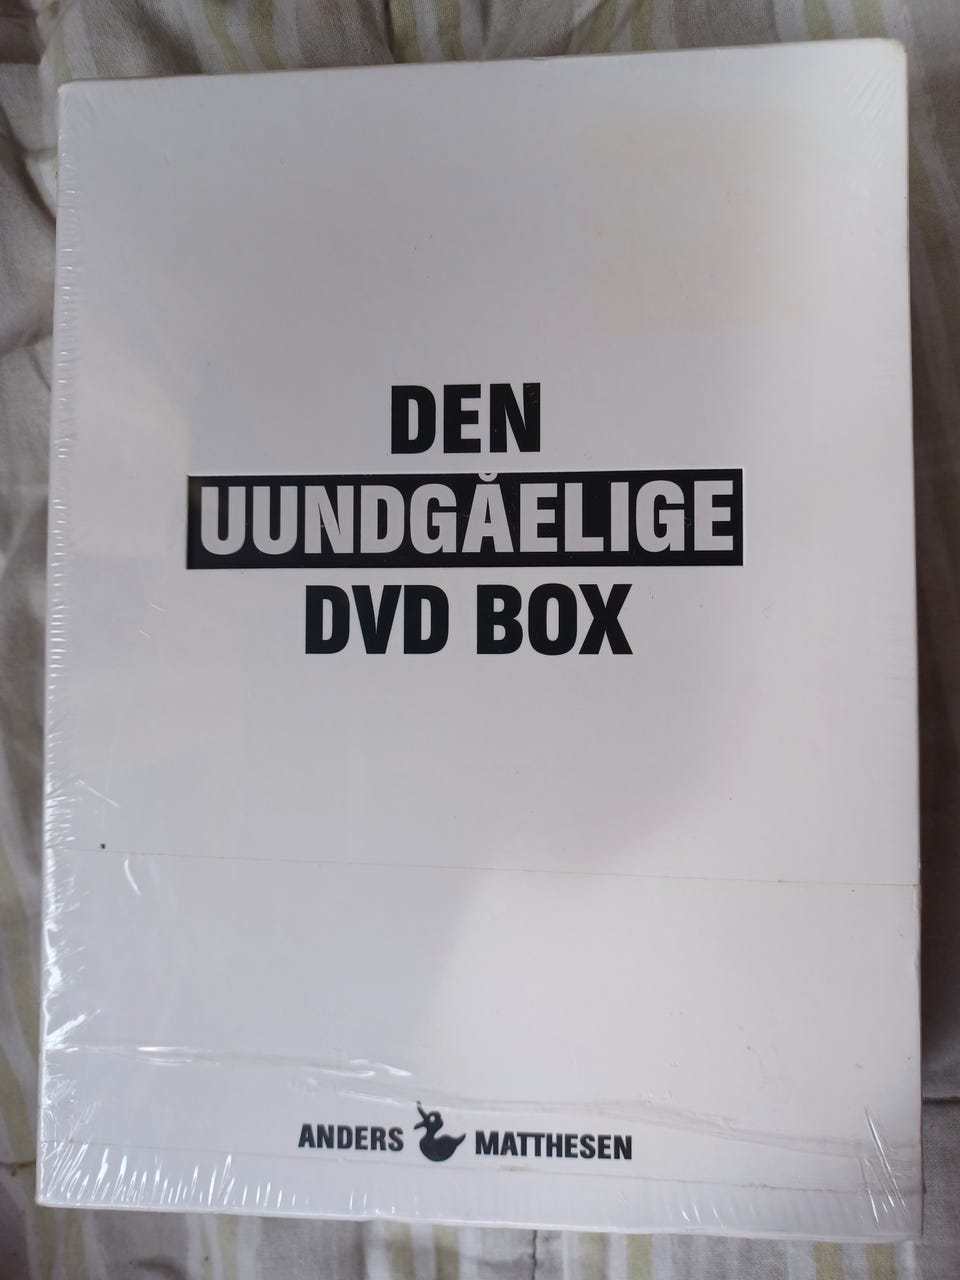 DEN
UUNDGÅELIGE
DVD BOX
ANDERS MATTHESEN